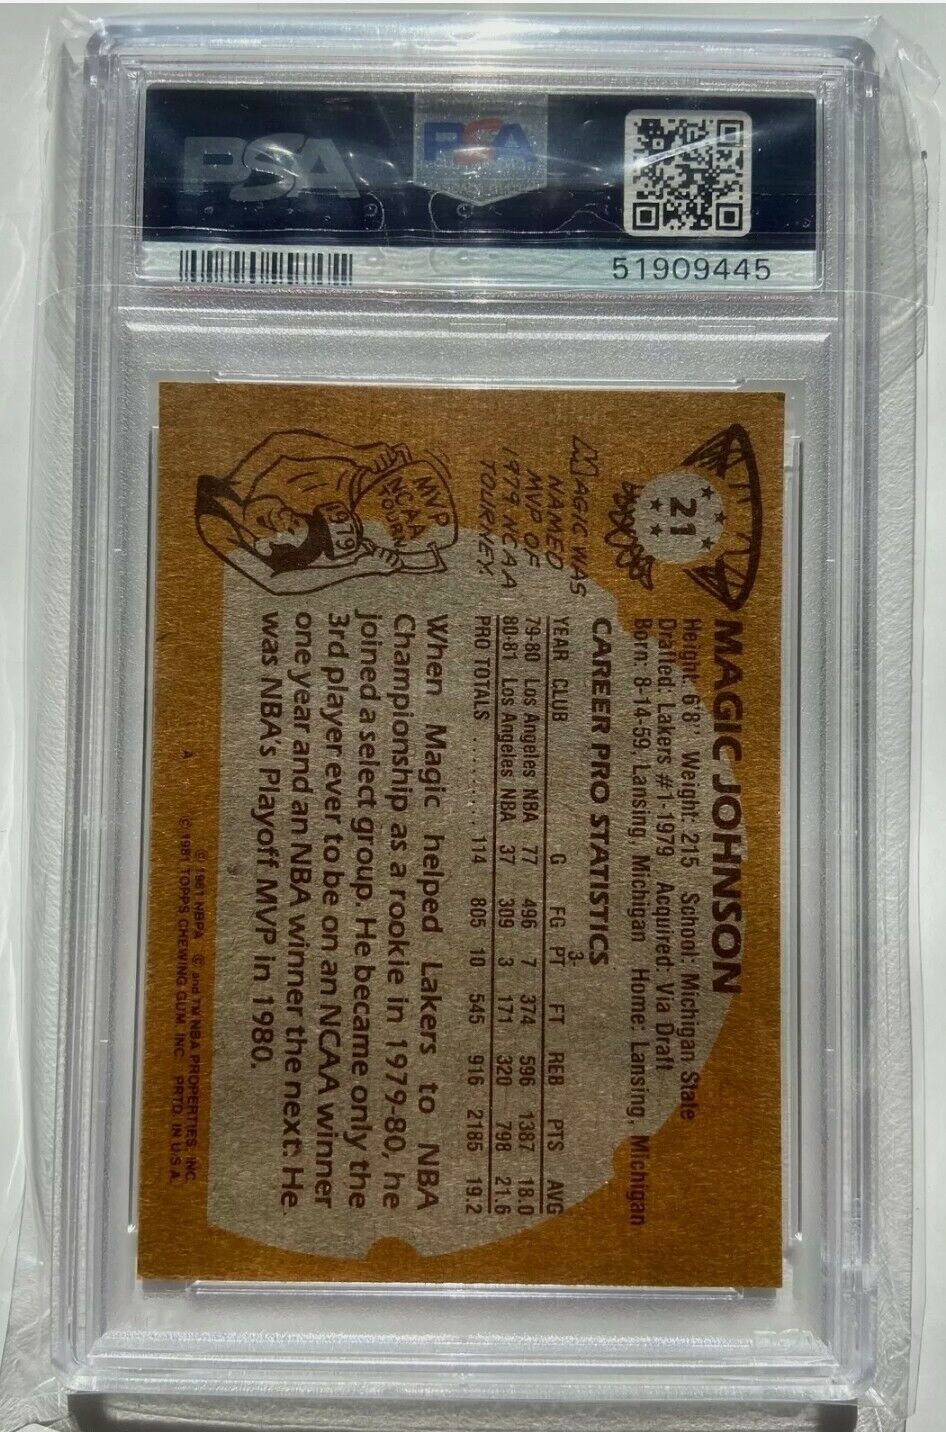 PSA
PSA
51909445
21
MAGIC JOHNSON
Height: 6'8" Weight: 215 School: Michigan State
Drafted: Lakers #1-1979 Acquired: Via Draft
Born: 8-14-59, Lansing, Michigan Home: Lansing, Michigan
CAREER PRO STATISTICS
3-
YEAR CLUB G FG PT FT REB PTS AVG
79-80 Los Angeles NBA 77 496 7 374 596 1387 18.0
80-81 Los Angeles NBA 37 309 3 171 320 798 21.6
PRO TOTALS ......... 114 805 10 545 916 2185 19.2
MAGIC WAS
NAMED
MVP OF
1979 NCAA
TOURNEY.
MVP
NCAA
TOURN
1979
When Magic helped Lakers to NBA
Championship as a rookie in 1979-80, he
joined a select group. He became only the
3rd player ever to be on an NCAA winner
one year and an NBA winner the next. He
was NBA's Playoff MVP in 1980.
© 1981 NBPA © and TM NBA PROPERTIES, INC.
A © 1981 TOPPS CHEWING GUM, INC. PRTD. IN U.S.A.